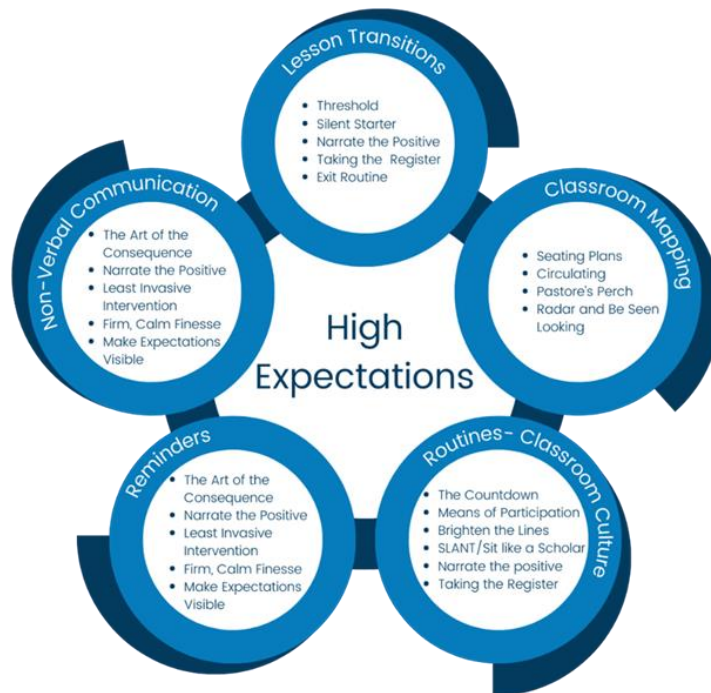 Lesson Transitions
• Threshold
• Silent Starter
• Narrate the Positive
• Taking the Register
• Exit Routine
Classroom Mapping
• Seating Plans
• Circulating
• Pastore's Perch
• Radar and Be Seen
Looking
Routines- Classroom Culture
• The Countdown
• Means of Participation
• Brighten the Lines
• SLANT/Sit like a Scholar
• Narrate the positive
• Taking the Register
Reminders
• The Art of the
Consequence
• Narrate the Positive
• Least Invasive
Intervention
• Firm, Calm Finesse
• Make Expectations
Visible
Non-Verbal Communication
• The Art of the
Consequence
• Narrate the Positive
• Least Invasive
Intervention
• Firm, Calm Finesse
• Make Expectations
Visible
High
Expectations